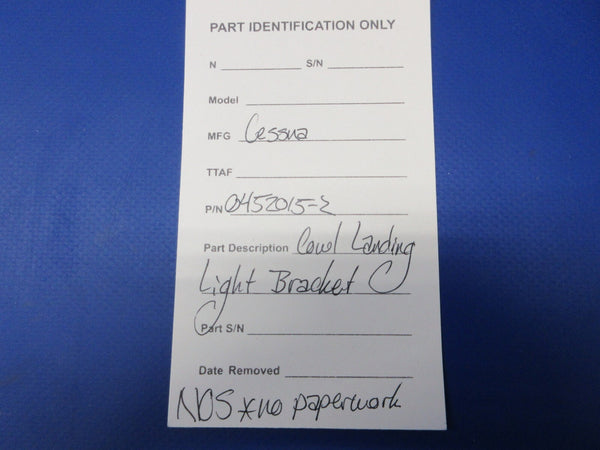 PART IDENTIFICATION ONLY
N S/N
Model
MFG Cessna
TTAF
P/N 0452015-2
Part Description Cowl Landing
Light Bracket
Part S/N
Date Removed
NOS *no paperwork